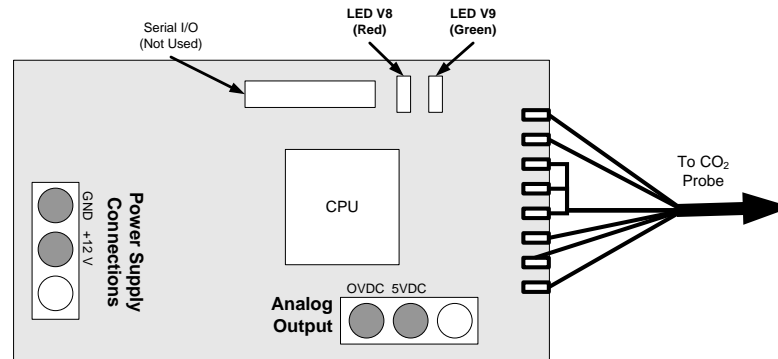 Serial I/O
(Not Used)
LED V8
(Red)
LED V9
(Green)
To CO₂
Probe
CPU
GND +12 V
Power Supply
Connections
OVDC 5VDC
Analog
Output